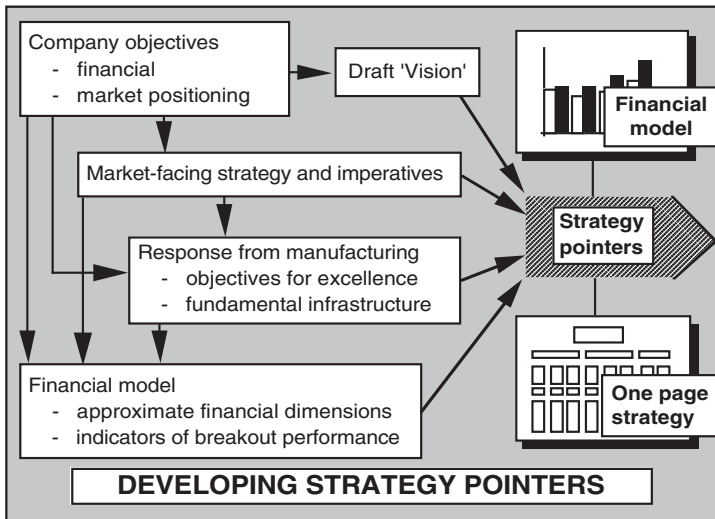 Company objectives
- financial
- market positioning
Draft 'Vision'
Financial
model
Market-facing strategy and imperatives
Strategy
pointers
Response from manufacturing
- objectives for excellence
- fundamental infrastructure
Financial model
- approximate financial dimensions
- indicators of breakout performance
One page
strategy
DEVELOPING STRATEGY POINTERS